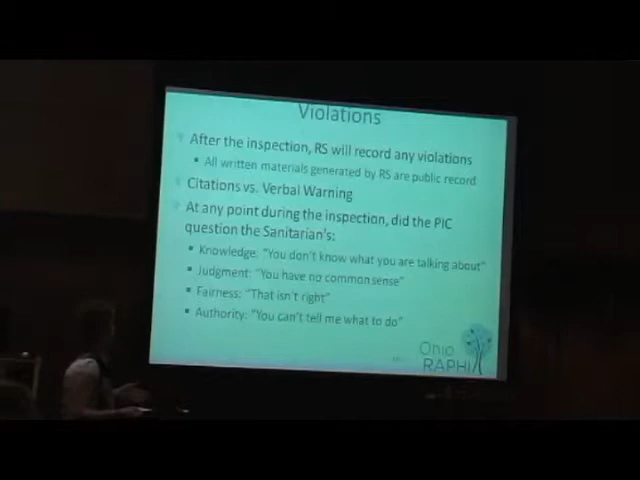 Violations
After the inspection, RS will record any violations
All written materials generated by RS are public record
Citations vs. Verbal Warning
At any point during the inspection, did the PIC
question the Sanitarian's:
Knowledge: "You don't know what you are talking about"
Judgment: "You have no common sense"
Fairness: "That isn't right"
Authority: "You can't tell me what to do"
Ohio
RAPHI